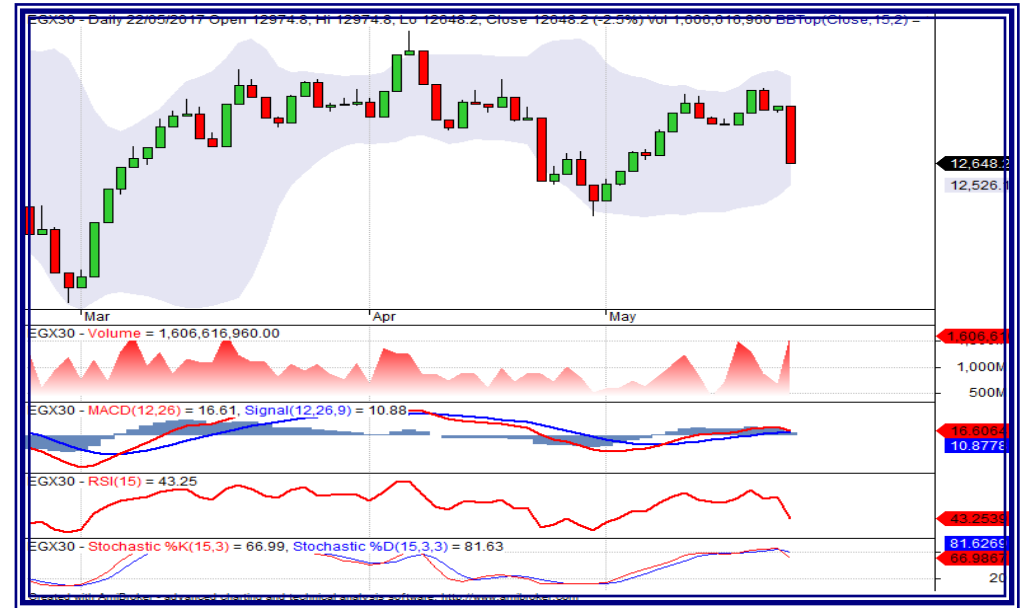 EGX30 - Daily 22/05/2017 Open 12974.8, Hi 12974.8, Lo 12648.2, Close 12648.2 (-2.5%) Vol 1,606,616,960 BBTop(Close,15,2) =
12,648.2
12,526.1
Mar Apr May
EGX30 - Volume = 1,606,616,960.00
1,606,616
1,000M
500M
EGX30 - MACD(12,26) = 16.61, Signal(12,26,9) = 10.88
16.6064
10.8778
EGX30 - RSI(15) = 43.25
43.2539
EGX30 - Stochastic %K(15,3) = 66.99, Stochastic %D(15,3,3) = 81.63
81.6269
66.9867
20
Created with AmiBroker - advanced charting and technical analysis software. http://www.amibroker.com